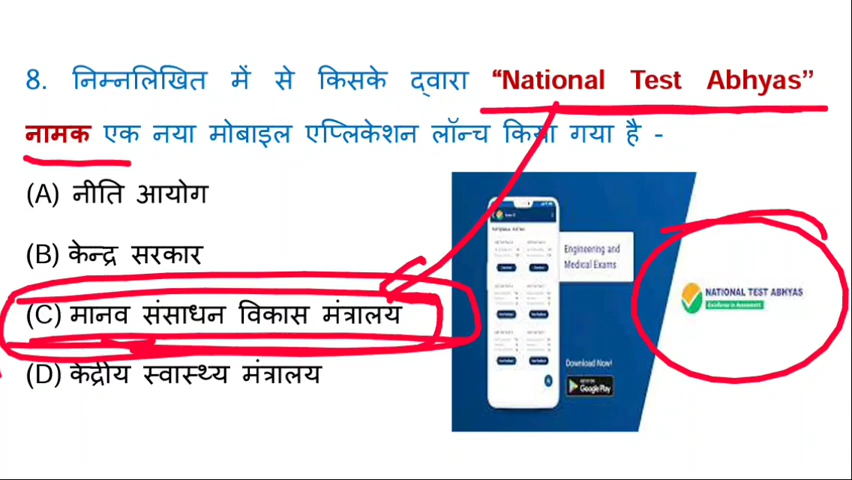 8. निम्नलिखित में से किसके द्वारा “National Test Abhyas”
नामक एक नया मोबाइल एप्लिकेशन लॉन्च किया गया है -
(A) नीति आयोग
(B) केन्द्र सरकार
(C) मानव संसाधन विकास मंत्रालय
(D) केंद्रीय स्वास्थ्य मंत्रालय
Engineering and
Medical Exams
Download Now!
Google Play
NATIONAL TEST ABHYAS
Excellence in Assessment